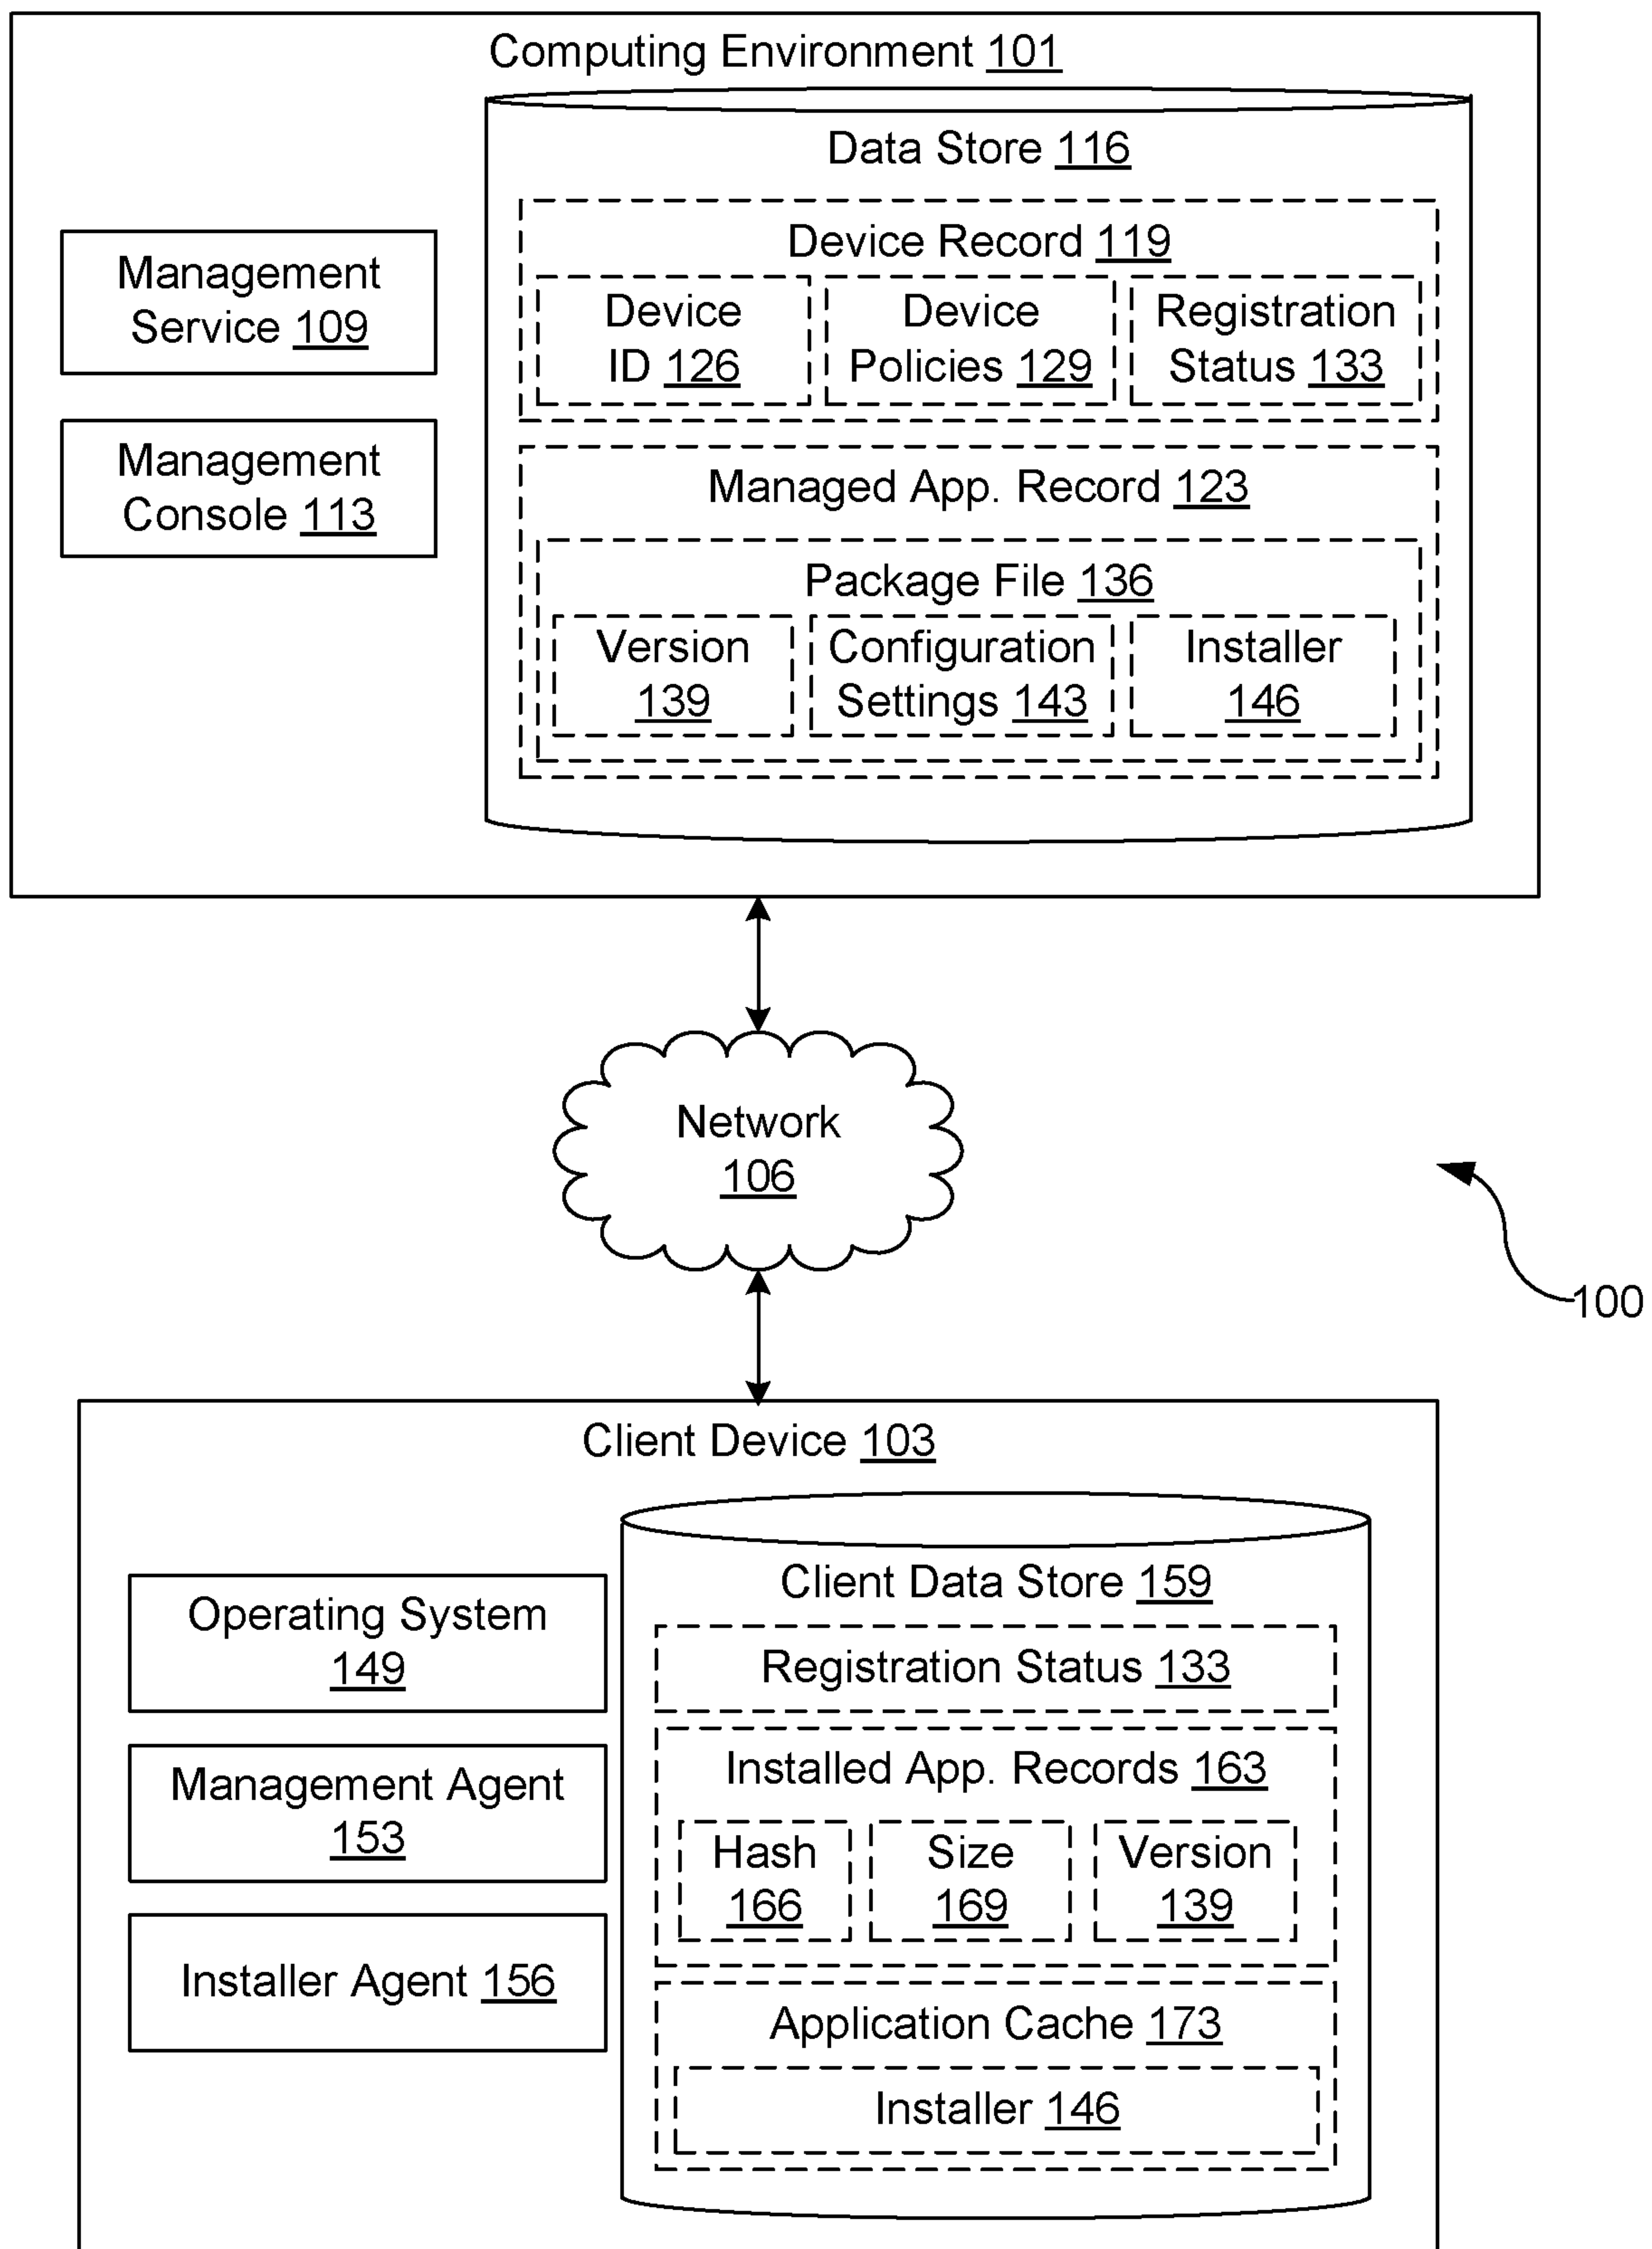 Computing Environment 101
Data Store 116
Management
Service 109
Management
Console 113
Device Record 119
Device
ID 126
Device
Policies 129
Registration
Status 133
Managed App. Record 123
Package File 136
Version
139
Configuration
Settings 143
Installer
146
Network
106
100
Client Device 103
Operating System
149
Management Agent
153
Installer Agent 156
Client Data Store 159
Registration Status 133
Installed App. Records 163
Hash
166
Size
169
Version
139
Application Cache 173
Installer 146